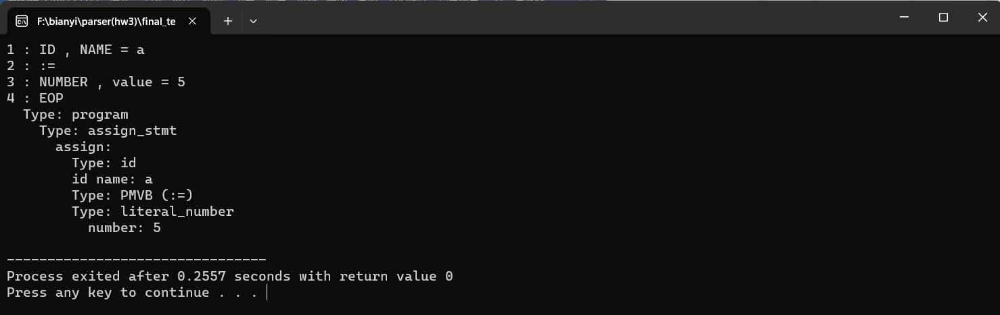 F:\bianyi\parser(hw3)\final_te
1 : ID , NAME = a
2 : :=
3 : NUMBER , value = 5
4 : EOP
  Type: program
    Type: assign_stmt
      assign:
        Type: id
        id name: a
        Type: PMVB (:=)
        Type: literal_number
          number: 5
--------------------------------
Process exited after 0.2557 seconds with return value 0
Press any key to continue . . .